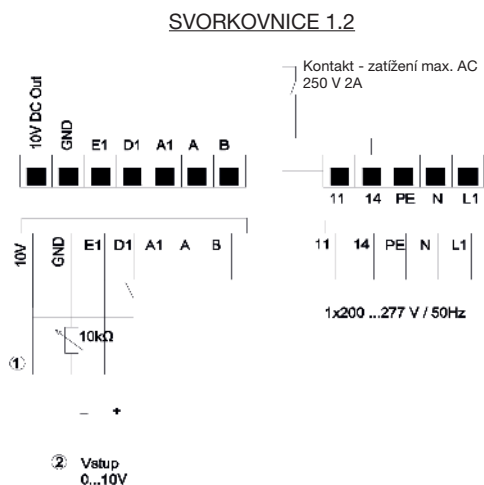 SVORKOVNICE 1.2
Kontakt - zatížení max. AC
250 V 2A
10V DC Out GND E1 D1 A1 A B
11 14 PE N L1
10V GND E1 D1 A1 A B
11 14 PE N L1
1x200 ...277 V / 50Hz
10kΩ
1
– +
2 Vstup
0...10V